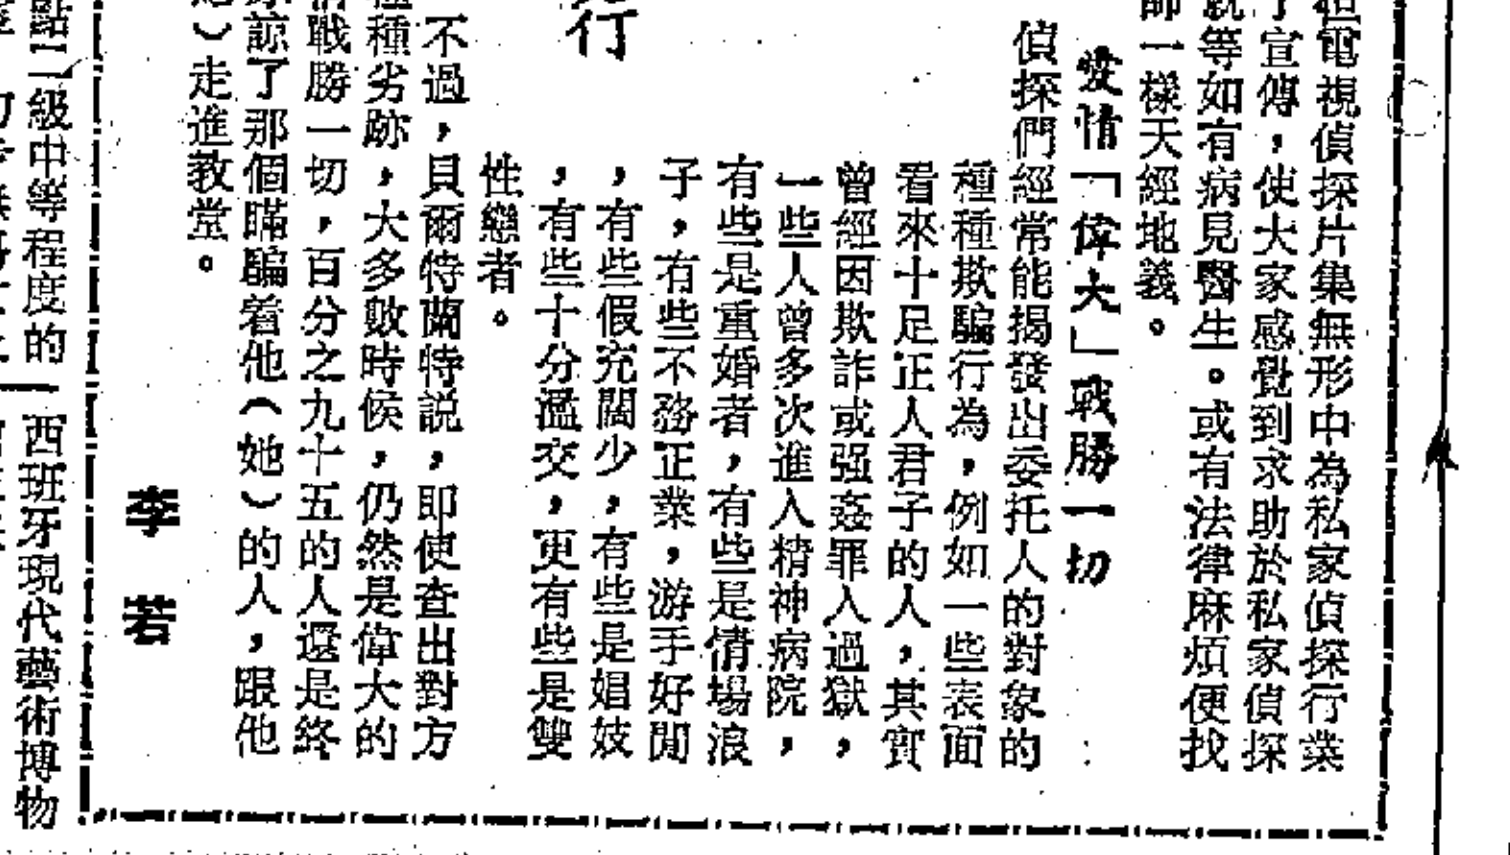 電視偵探片集無形中為私家偵探行業
宣傳，使大家感覺到求助於私家偵探
就等如有病見醫生。或有法律麻煩便找
師一樣天經地義。
愛情「偉大」戰勝一切
偵探們經常能揭發出委托人的對象的
種種欺騙行為，例如一些表面
看來十足正人君子的人，其實
曾經因欺詐或强姦罪入過獄，
一些人曾多次進入精神病院，
有些是重婚者，有些是情場浪
子，有些不務正業，游手好閒
，有些假充闊少，有些是娼妓
，有些十分濫交，更有些是雙
性戀者。
行
不過，貝爾特蘭特説，即使查出對方
種劣跡，大多數時候，仍然是偉大的
戰勝一切，百分之九十五的人還是終
諒了那個瞞騙着他（她）的人，跟他
）走進教堂。
李若
點二級中等程度的
西班牙現代藝術博物